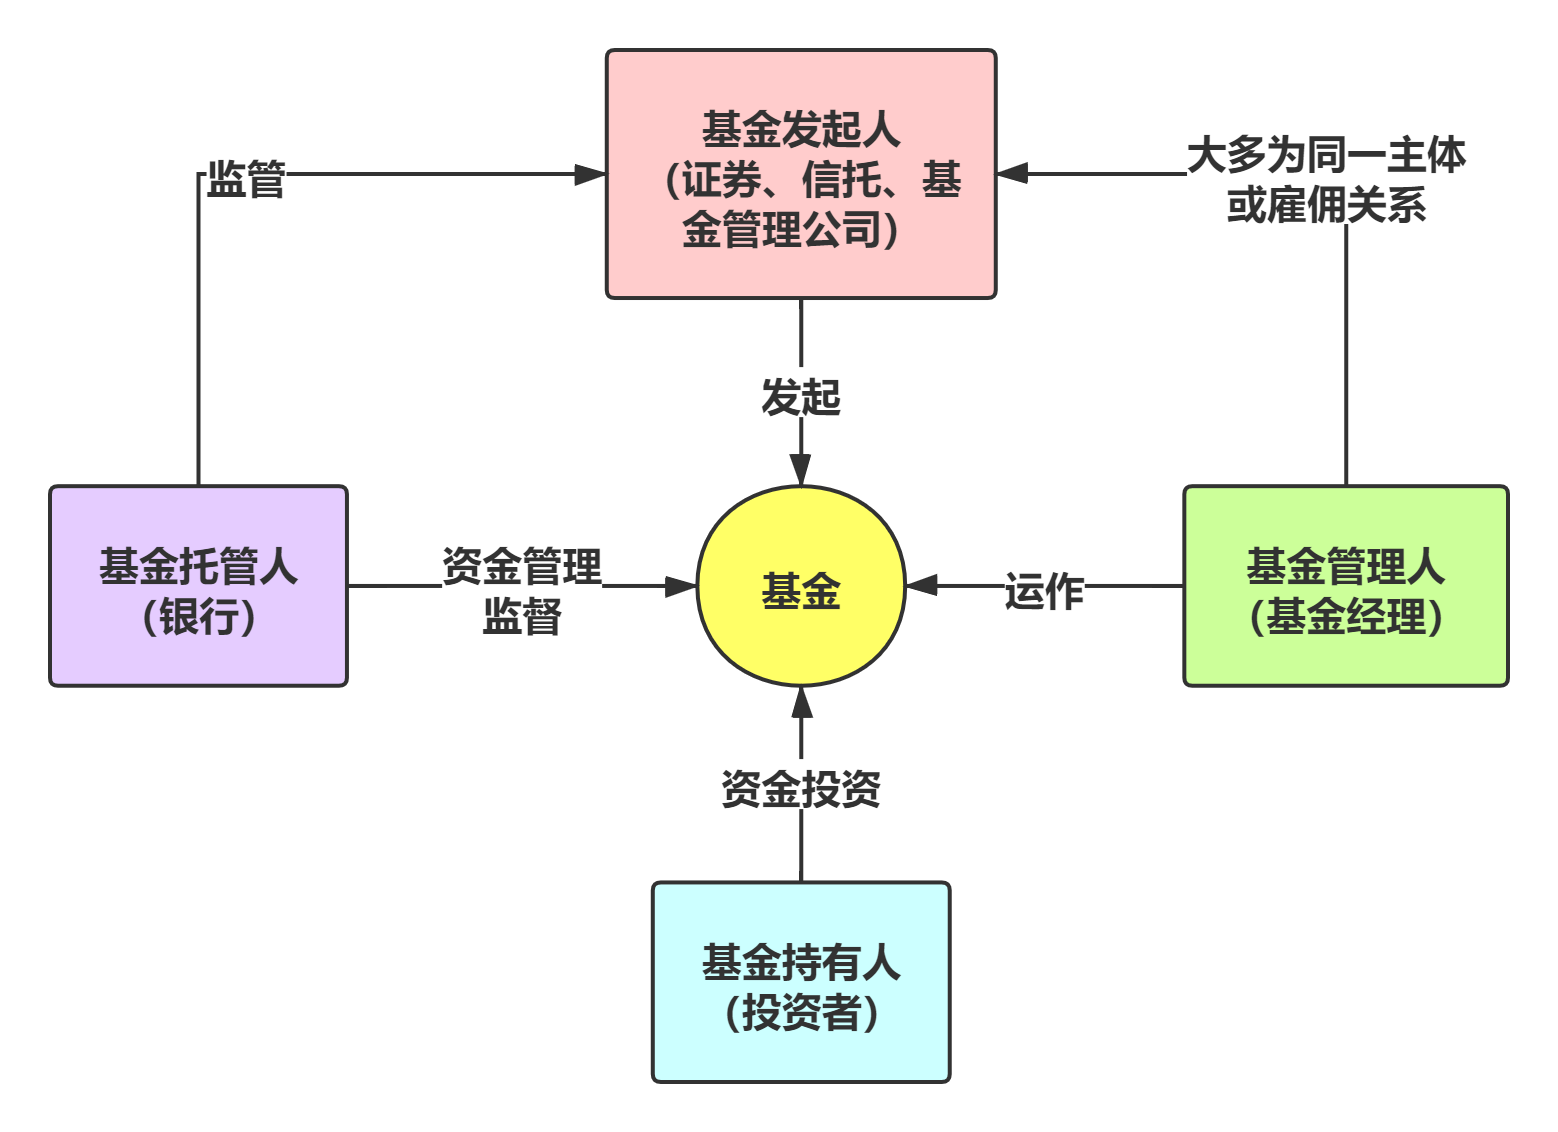 基金发起人
（证券、信托、基
金管理公司）
监管
大多为同一主体
或雇佣关系
发起
基金托管人
（银行）
资金管理
监督
基金
运作
基金管理人
（基金经理）
资金投资
基金持有人
（投资者）